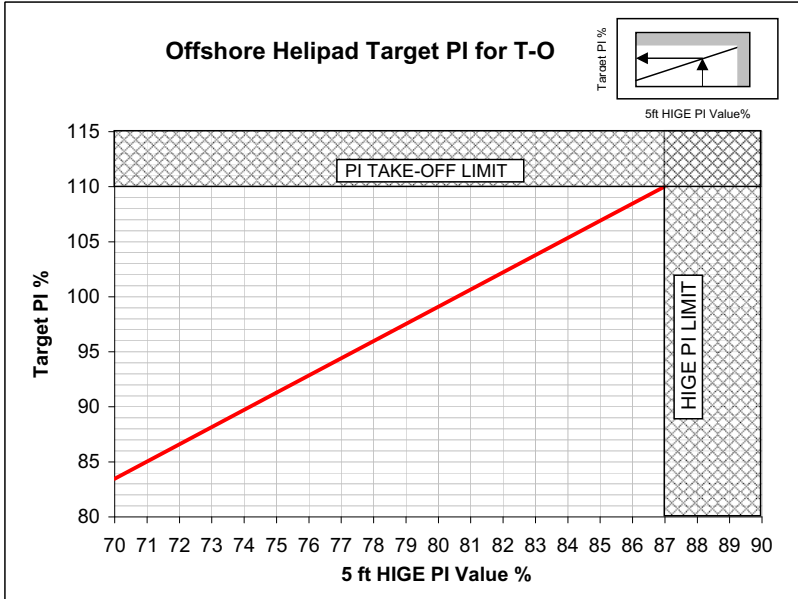 Offshore Helipad Target PI for T-O
Target PI %
5ft HIGE PI Value%
115
110
105
100
95
90
85
80
PI TAKE-OFF LIMIT
HIGE PI LIMIT
Target PI %
70 71 72 73 74 75 76 77 78 79 80 81 82 83 84 85 86 87 88 89 90
5 ft HIGE PI Value %